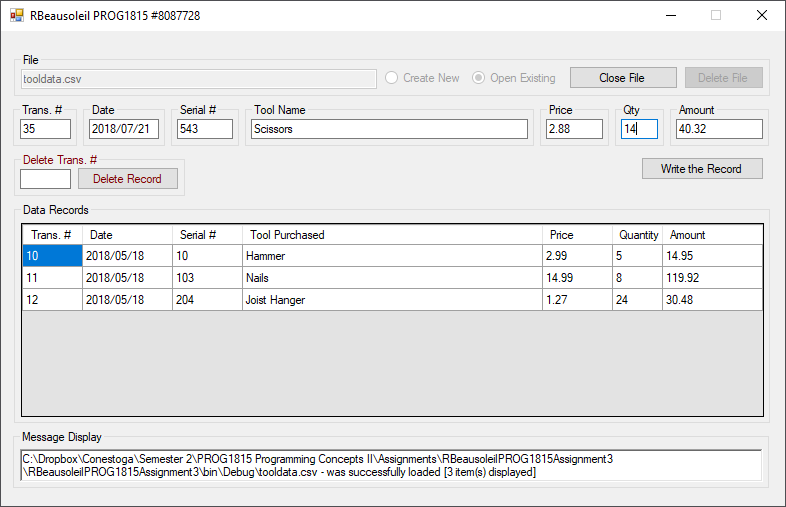 RBeausoleil PROG1815 #8087728
File
tooldata.csv Create New Open Existing Close File Delete File
Trans. # Date Serial # Tool Name Price Qty Amount
35 2018/07/21 543 Scissors 2.88 14 40.32
Delete Trans. #
Delete Record Write the Record
Data Records
Trans. # Date Serial # Tool Purchased Price Quantity Amount
10 2018/05/18 10 Hammer 2.99 5 14.95
11 2018/05/18 103 Nails 14.99 8 119.92
12 2018/05/18 204 Joist Hanger 1.27 24 30.48
Message Display
C:\Dropbox\Conestoga\Semester 2\PROG1815 Programming Concepts II\Assignments\RBeausoleilPROG1815Assignment3
\RBeausoleilPROG1815Assignment3\bin\Debug\tooldata.csv - was successfully loaded [3 item(s) displayed]